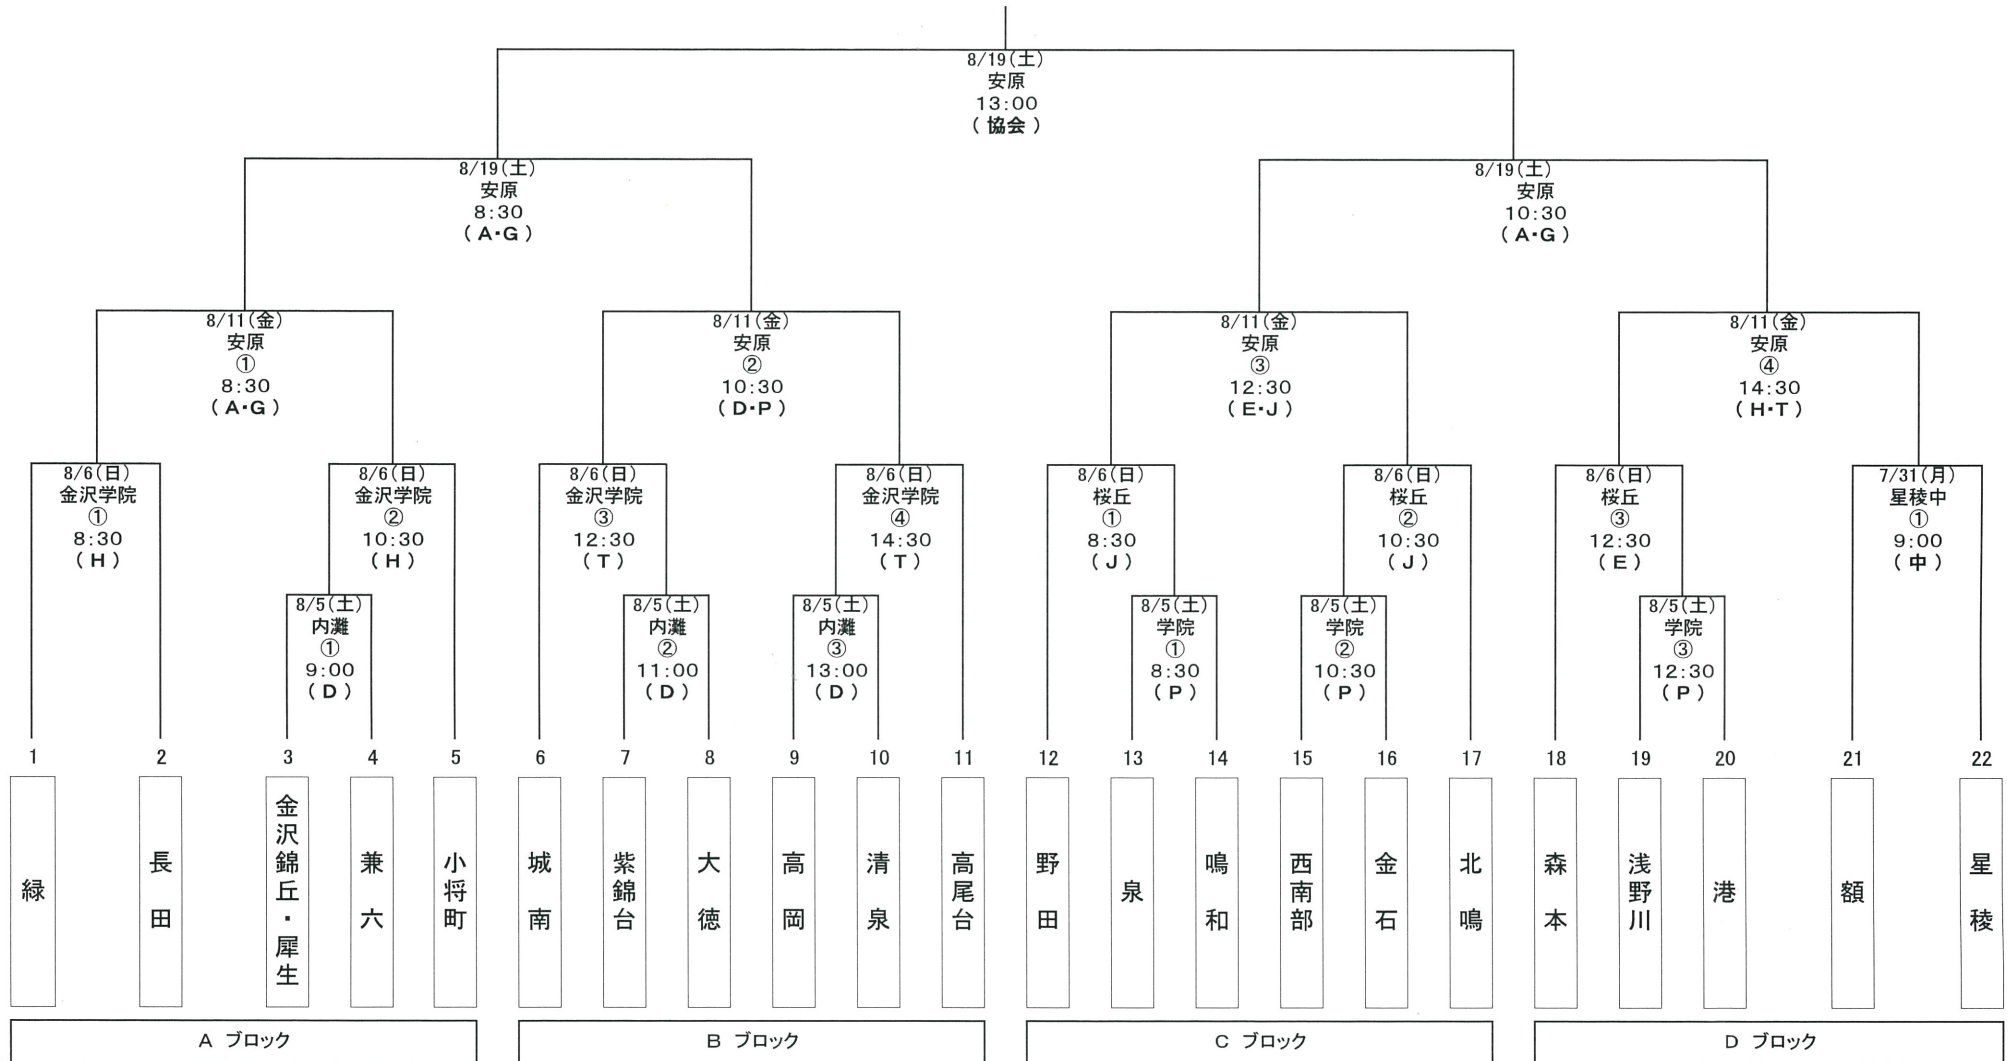 8/19(土)
安原
13:00
(協会)
8/19(土)
安原
8:30
(A・G)
8/19(土)
安原
10:30
(A・G)
8/11(金)
安原
①
8:30
(A・G)
8/11(金)
安原
②
10:30
(D・P)
8/11(金)
安原
③
12:30
(E・J)
8/11(金)
安原
④
14:30
(H・T)
8/6(日)
金沢学院
①
8:30
(H)
8/6(日)
金沢学院
②
10:30
(H)
8/6(日)
金沢学院
③
12:30
(T)
8/6(日)
金沢学院
④
14:30
(T)
8/6(日)
桜丘
①
8:30
(J)
8/6(日)
桜丘
②
10:30
(J)
8/6(日)
桜丘
③
12:30
(E)
7/31(月)
星稜中
①
9:00
(中)
8/5(土)
内灘
①
9:00
(D)
8/5(土)
内灘
②
11:00
(D)
8/5(土)
内灘
③
13:00
(D)
8/5(土)
学院
①
8:30
(P)
8/5(土)
学院
②
10:30
(P)
8/5(土)
学院
③
12:30
(P)
1 2 3 4 5 6 7 8 9 10 11 12 13 14 15 16 17 18 19 20 21 22
緑
長田
金沢錦丘・犀生
兼六
小将町
城南
紫錦台
大徳
高岡
清泉
高尾台
野田
泉
鳴和
西南部
金石
北鳴
森本
浅野川
港
額
星稜
A ブロック
B ブロック
C ブロック
D ブロック